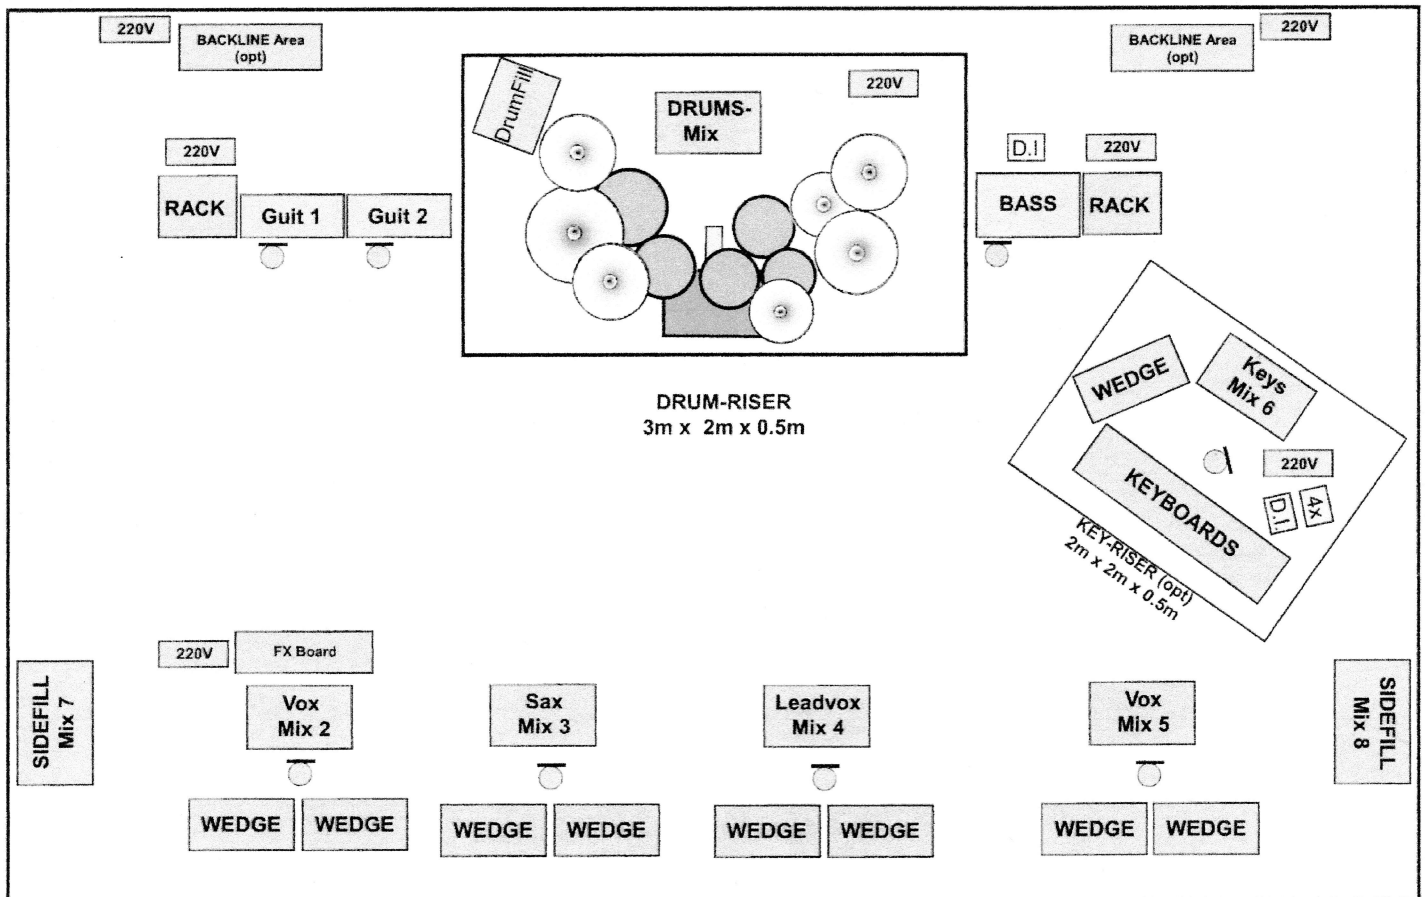 220V
BACKLINE Area
(opt)
BACKLINE Area
(opt)
220V
DrumFill
DRUMS-
Mix
220V
220V
RACK
Guit 1
Guit 2
D.I
220V
BASS
RACK
DRUM-RISER
3m x 2m x 0.5m
WEDGE
Keys
Mix 6
220V
KEYBOARDS
D.I.
4x
KEY-RISER (opt)
2m x 2m x 0.5m
220V
FX Board
SIDEFILL
Mix 7
Vox
Mix 2
Sax
Mix 3
Leadvox
Mix 4
Vox
Mix 5
SIDEFILL
Mix 8
WEDGE
WEDGE
WEDGE
WEDGE
WEDGE
WEDGE
WEDGE
WEDGE